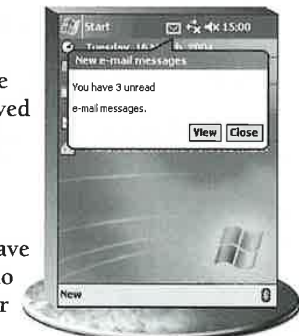 e
ved
ave
o
r
Start 15:00
Tuesday,
New e-mail messages
You have 3 unread
e-mail messages.
View Close
New